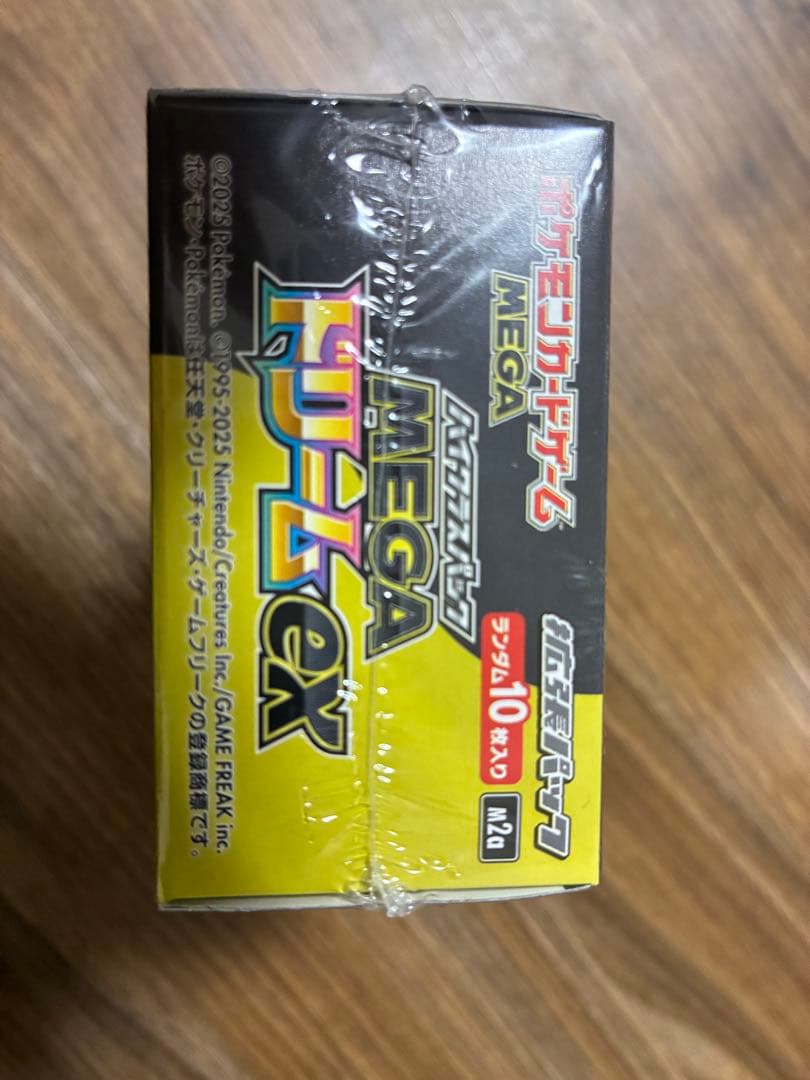 ポケモンカードゲーム
MEGA
拡張パック
ランダム10枚入り
M2a
ハイクラスパック
MEGA
ドリームex
©2025 Pokémon. ©1995-2025 Nintendo/Creatures Inc./GAME FREAK inc.
ポケモン・Pokémonは任天堂・クリーチャーズ・ゲームフリークの登録商標です。